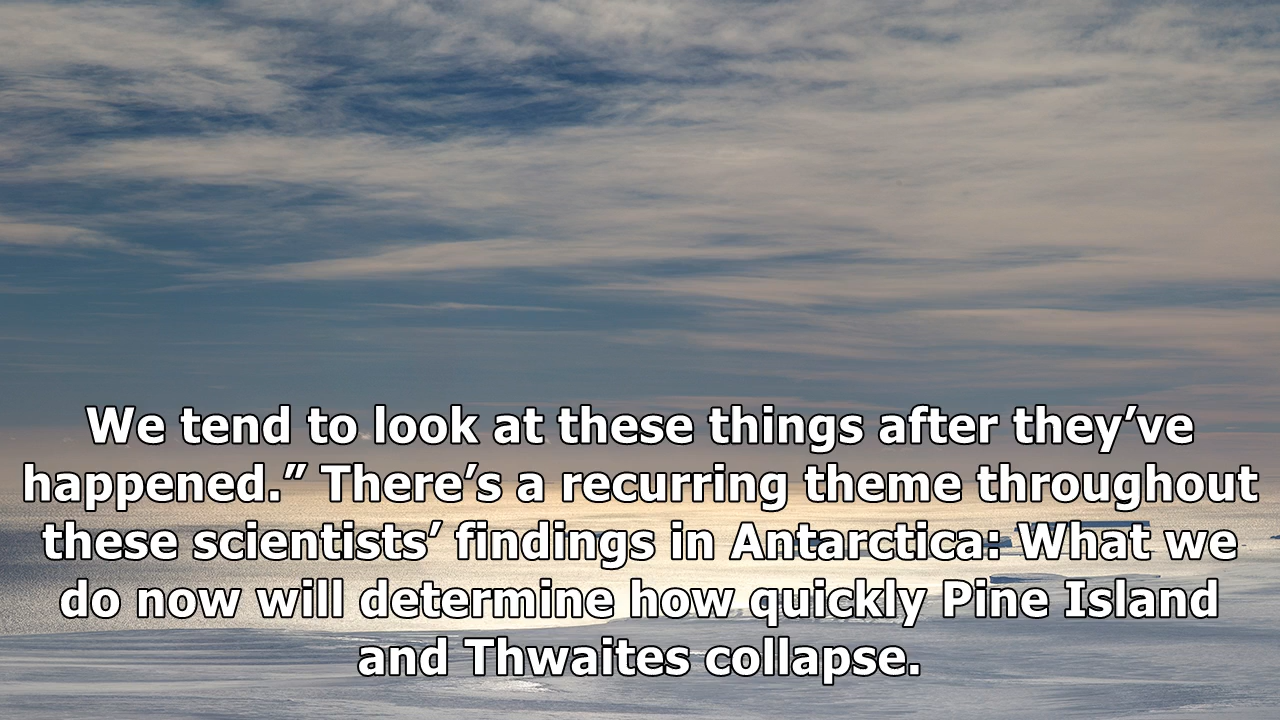 We tend to look at these things after they’ve
happened.” There’s a recurring theme throughout
these scientists’ findings in Antarctica: What we
do now will determine how quickly Pine Island
and Thwaites collapse.